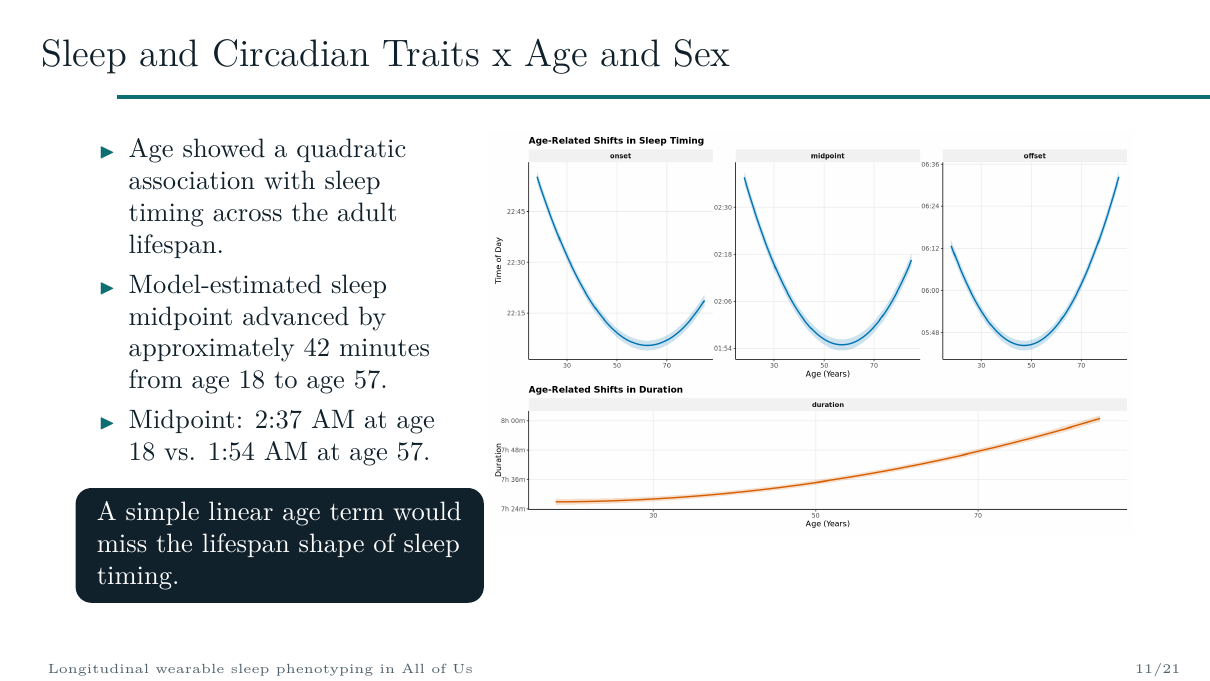 Sleep and Circadian Traits x Age and Sex
Age showed a quadratic
association with sleep
timing across the adult
lifespan.
Model-estimated sleep
midpoint advanced by
approximately 42 minutes
from age 18 to age 57.
Midpoint: 2:37 AM at age
18 vs. 1:54 AM at age 57.
A simple linear age term would
miss the lifespan shape of sleep
timing.
Age-Related Shifts in Sleep Timing
onset
midpoint
offset
Time of Day
22:45
22:30
22:15
02:30
02:18
02:06
01:54
06:36
06:24
06:12
06:00
05:48
30 50 70
30 50 70
30 50 70
Age (Years)
Age-Related Shifts in Duration
duration
Duration
8h 00m
7h 48m
7h 36m
7h 24m
30 50 70
Age (Years)
Longitudinal wearable sleep phenotyping in All of Us
11/21